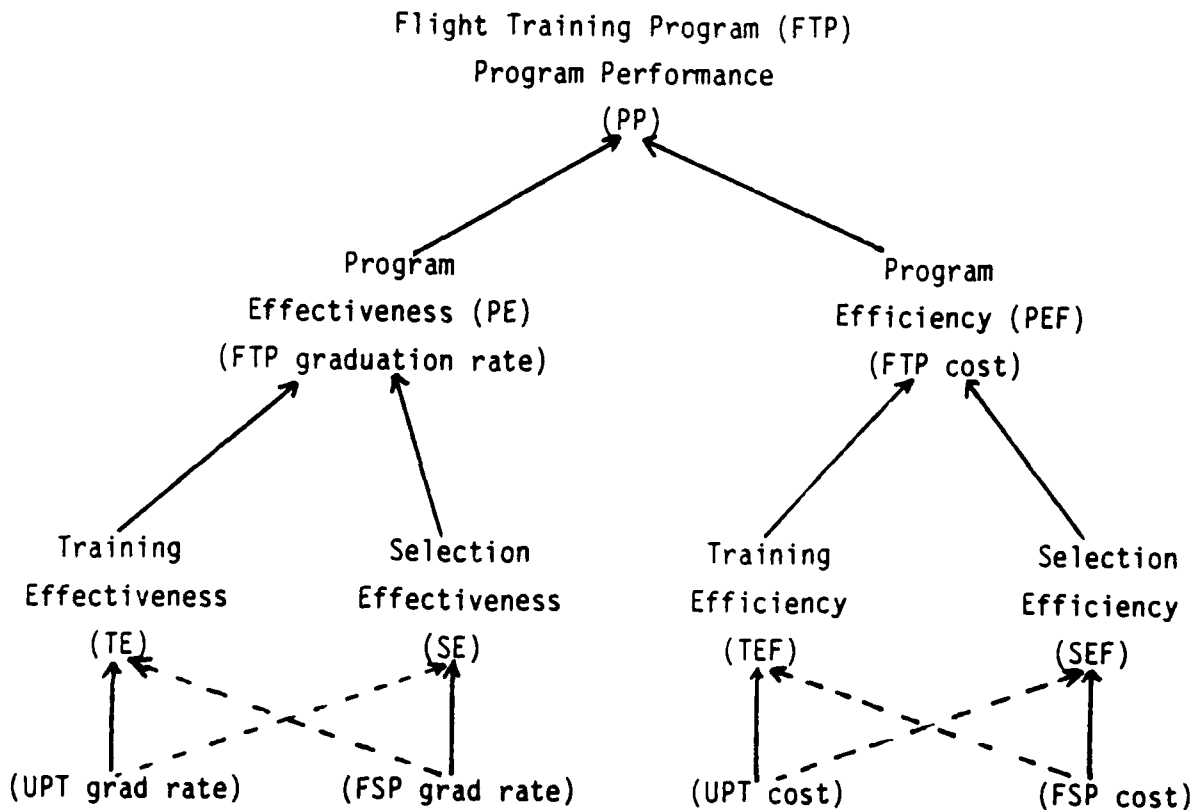 Flight Training Program (FTP)
Program Performance
(PP)
Program
Effectiveness (PE)
(FTP graduation rate)
Program
Efficiency (PEF)
(FTP cost)
Training
Effectiveness
(TE)
Selection
Effectiveness
(SE)
Training
Efficiency
(TEF)
Selection
Efficiency
(SEF)
(UPT grad rate)
(FSP grad rate)
(UPT cost)
(FSP cost)